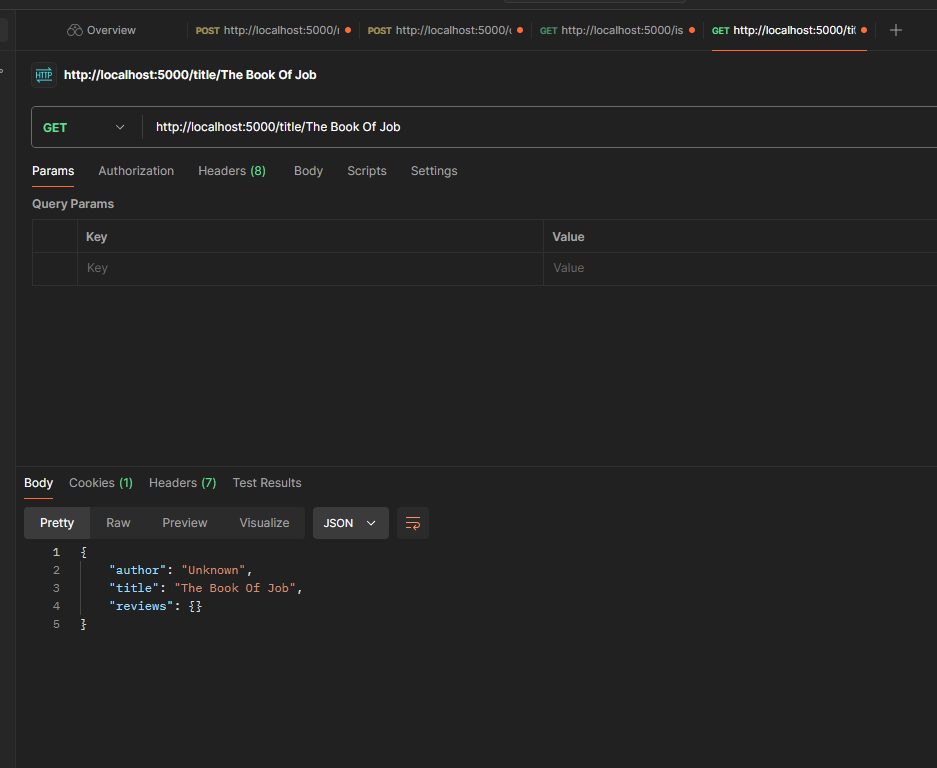 Overview POST http://localhost:5000/ POST http://localhost:5000/ GET http://localhost:5000/is GET http://localhost:5000/tit
HTTP http://localhost:5000/title/The Book Of Job
GET http://localhost:5000/title/The Book Of Job
Params Authorization Headers (8) Body Scripts Settings
Query Params
Key Value
Key Value
Body Cookies (1) Headers (7) Test Results
Pretty Raw Preview Visualize JSON
1 {
2 "author": "Unknown",
3 "title": "The Book Of Job",
4 "reviews": {}
5 }